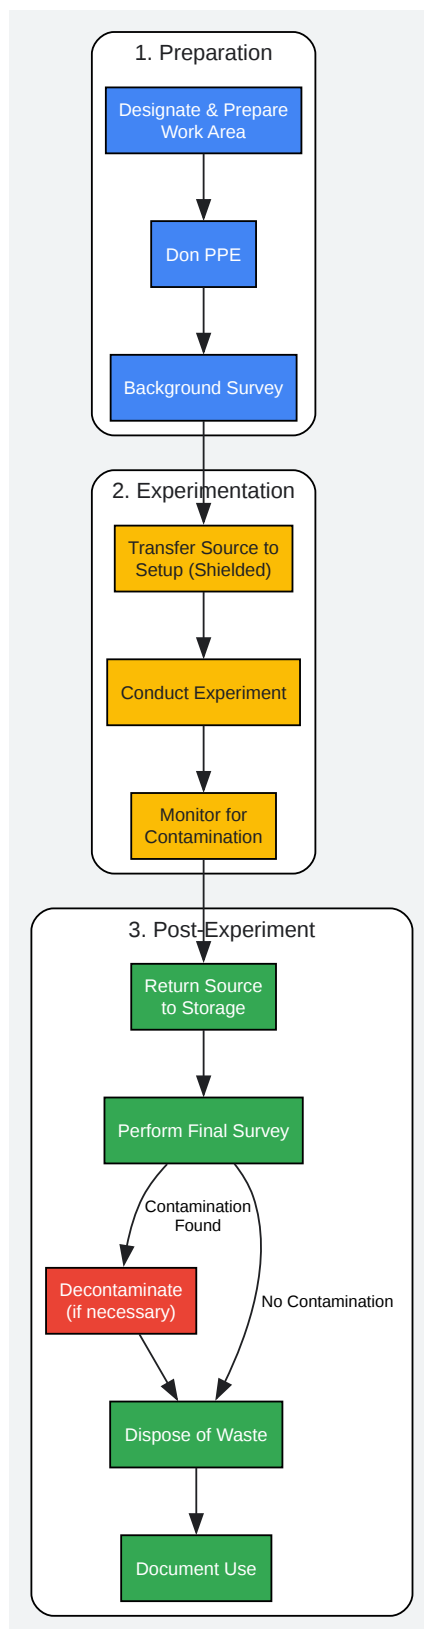 1. Preparation
Designate & Prepare
Work Area
Don PPE
Background Survey
2. Experimentation
Transfer Source to
Setup (Shielded)
Conduct Experiment
Monitor for
Contamination
3. Post-Experiment
Return Source
to Storage
Perform Final Survey
Contamination
Found
Decontaminate
(if necessary)
No Contamination
Dispose of Waste
Document Use